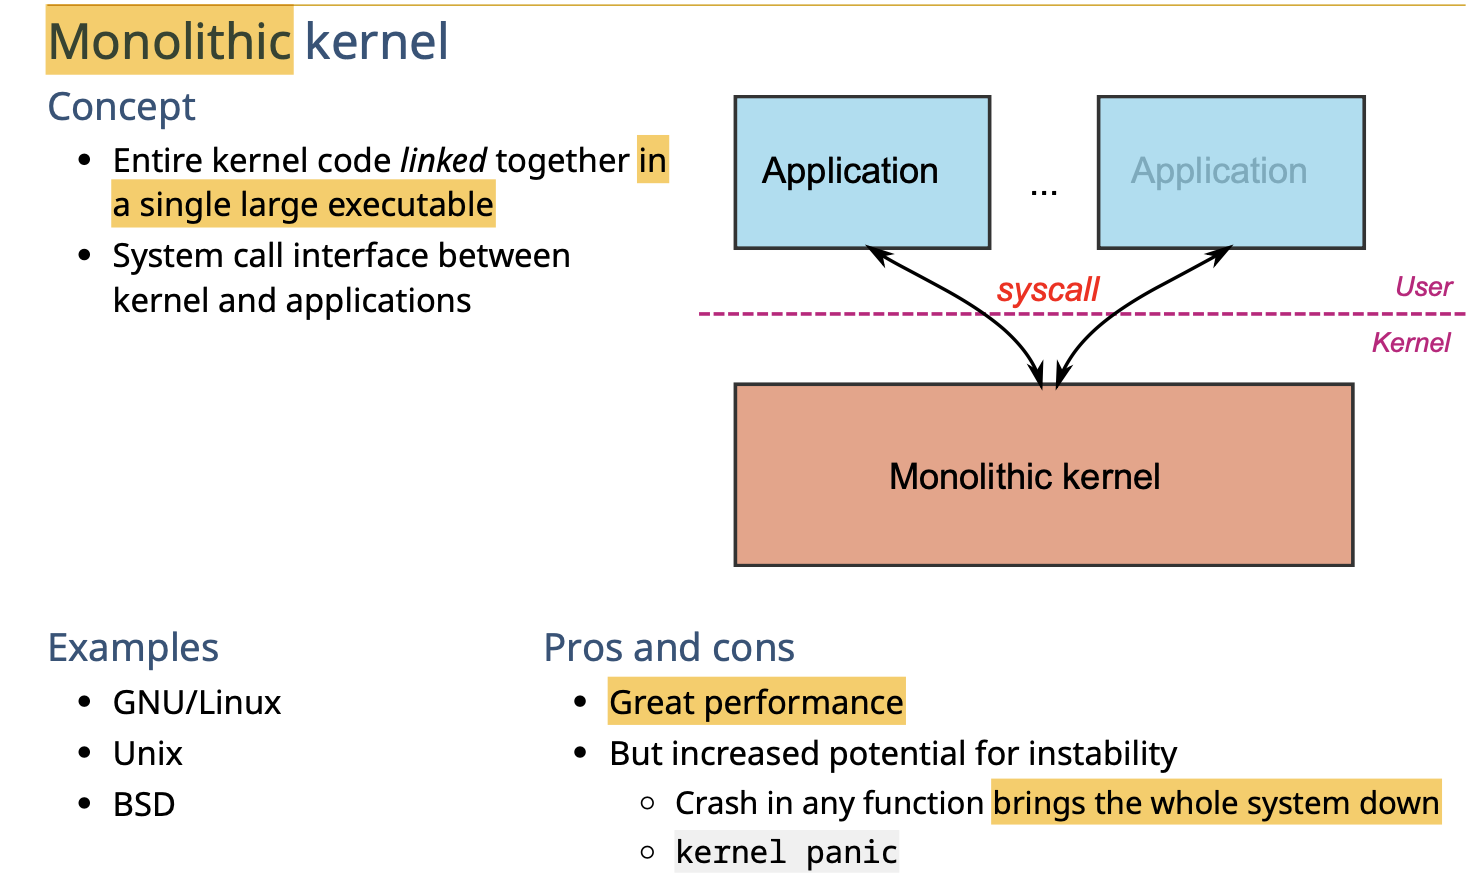 Monolithic kernel
Concept
Entire kernel code linked together in
a single large executable
System call interface between
kernel and applications
Application
...
Application
syscall
User
Kernel
Monolithic kernel
Examples
GNU/Linux
Unix
BSD
Pros and cons
Great performance
But increased potential for instability
Crash in any function brings the whole system down
kernel panic